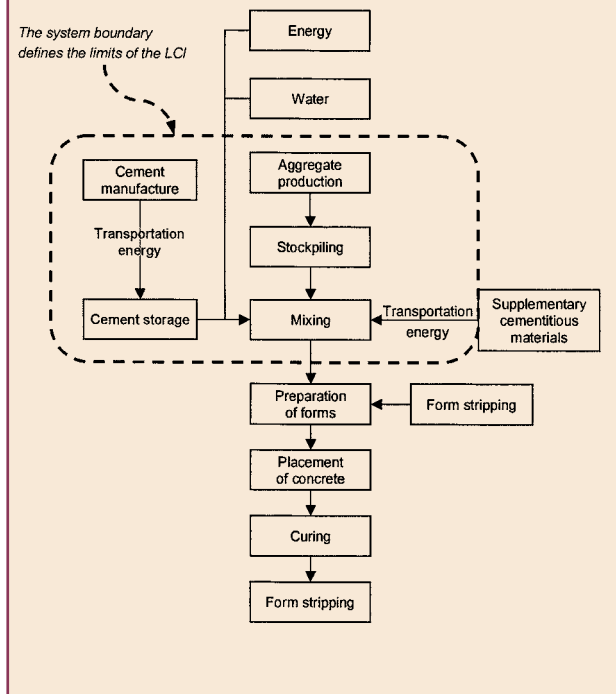 The system boundary
defines the limits of the LCI
Energy
Water
Cement
manufacture
Aggregate
production
Transportation
energy
Stockpiling
Cement storage
Mixing
Transportation
energy
Supplementary
cementitious
materials
Preparation
of forms
Form stripping
Placement
of concrete
Curing
Form stripping